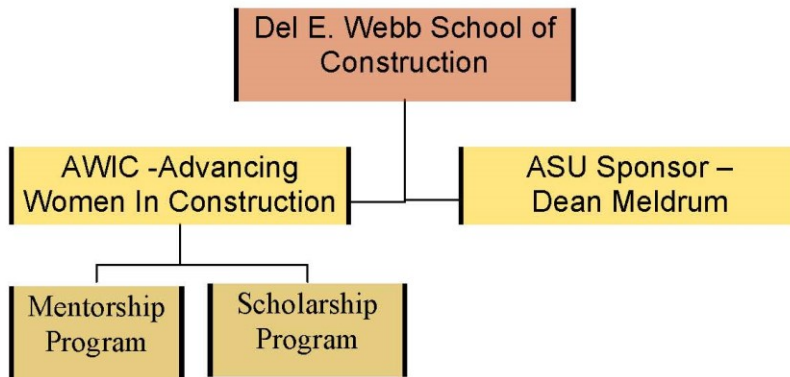 Del E. Webb School of
Construction
AWIC -Advancing
Women In Construction
ASU Sponsor –
Dean Meldrum
Mentorship
Program
Scholarship
Program